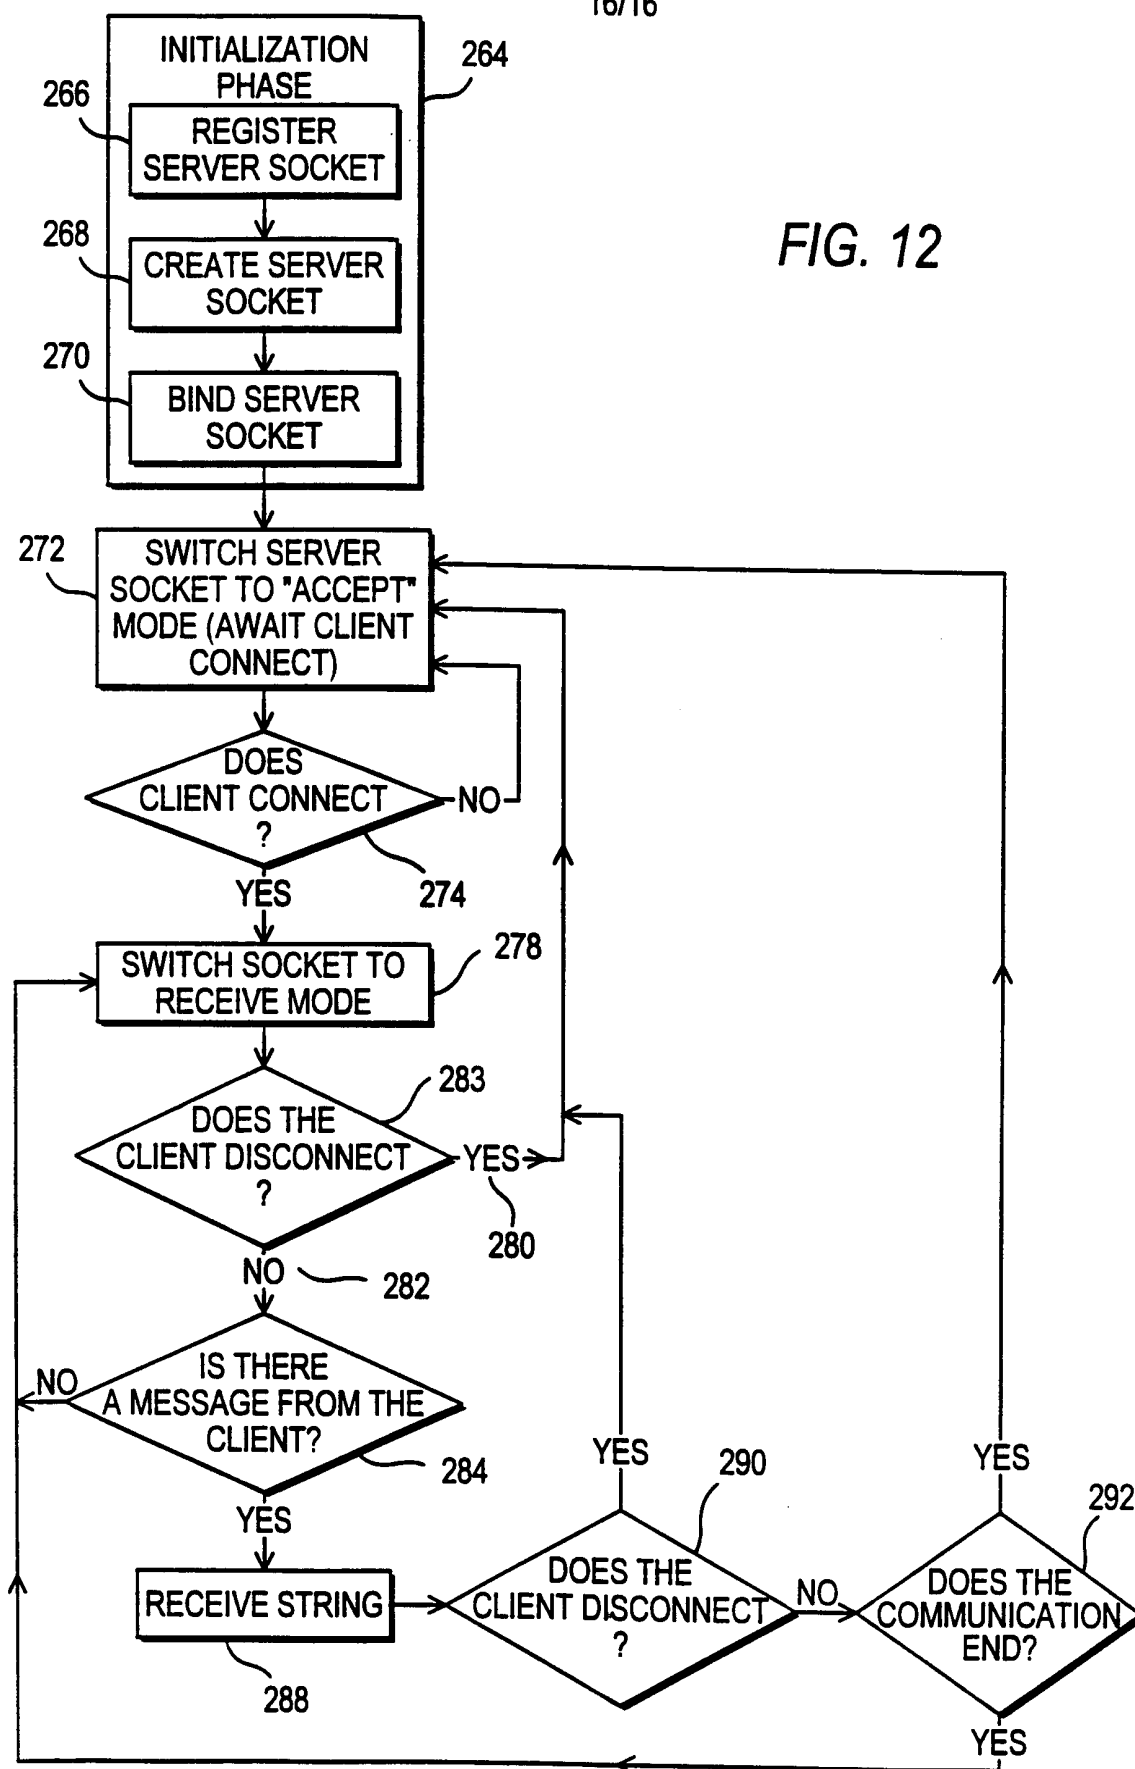 16/16
INITIALIZATION
PHASE
264
266
REGISTER
SERVER SOCKET
268
CREATE SERVER
SOCKET
FIG. 12
270
BIND SERVER
SOCKET
272
SWITCH SERVER
SOCKET TO "ACCEPT"
MODE (AWAIT CLIENT
CONNECT)
DOES
CLIENT CONNECT
?
NO
274
YES
278
SWITCH SOCKET TO
RECEIVE MODE
283
DOES THE
CLIENT DISCONNECT
?
YES
280
NO
282
IS THERE
A MESSAGE FROM THE
CLIENT?
NO
284
YES
RECEIVE STRING
288
YES
290
DOES THE
CLIENT DISCONNECT
?
NO
YES
292
DOES THE
COMMUNICATION
END?
YES